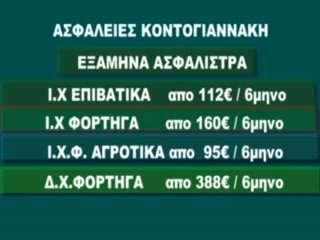 ΑΣΦΑΛΕΙΕΣ ΚΟΝΤΟΓΙΑΝΝΑΚΗ
ΕΞΑΜΗΝΑ ΑΣΦΑΛΙΣΤΡΑ
Ι.Χ ΕΠΙΒΑΤΙΚΑ απο 112€ / 6μηνο
Ι.Χ ΦΟΡΤΗΓΑ απο 160€ / 6μηνο
Ι.Χ.Φ. ΑΓΡΟΤΙΚΑ απο 95€ / 6μηνο
Δ.Χ.ΦΟΡΤΗΓΑ απο 388€ / 6μηνο